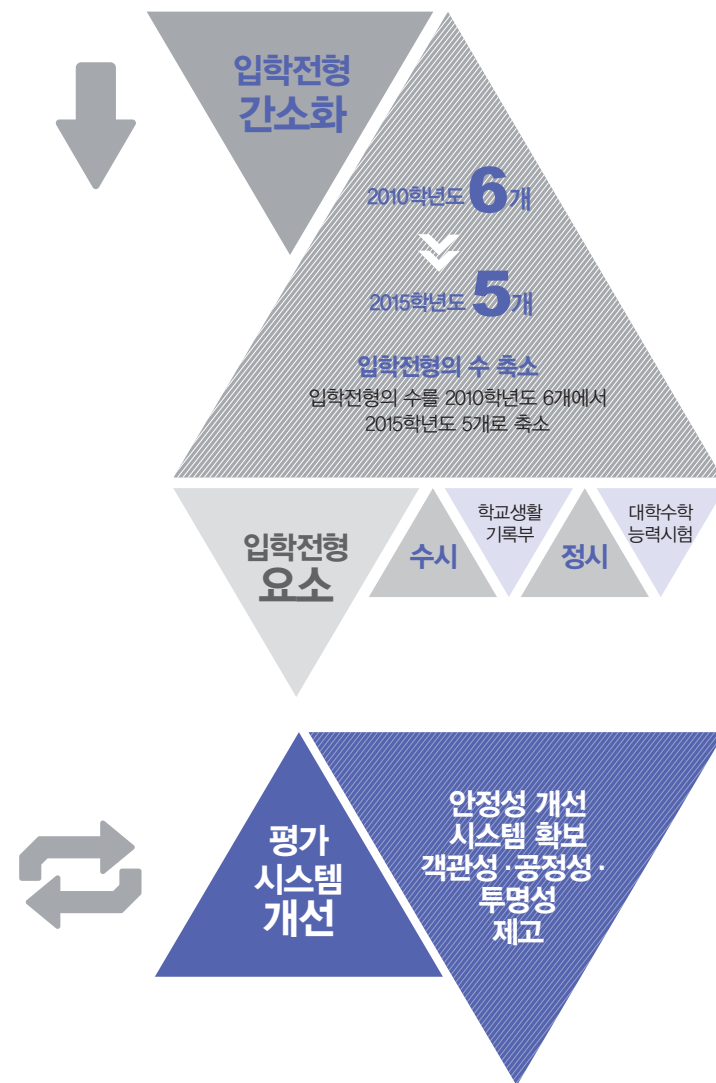 입학전형
간소화
2010학년도 6개
2015학년도 5개
입학전형의 수 축소
입학전형의 수를 2010학년도 6개에서
2015학년도 5개로 축소
입학전형
요소
수시
학교생활
기록부
정시
대학수학
능력시험
평가
시스템
개선
안정성 개선
시스템 확보
객관성·공정성·
투명성
제고